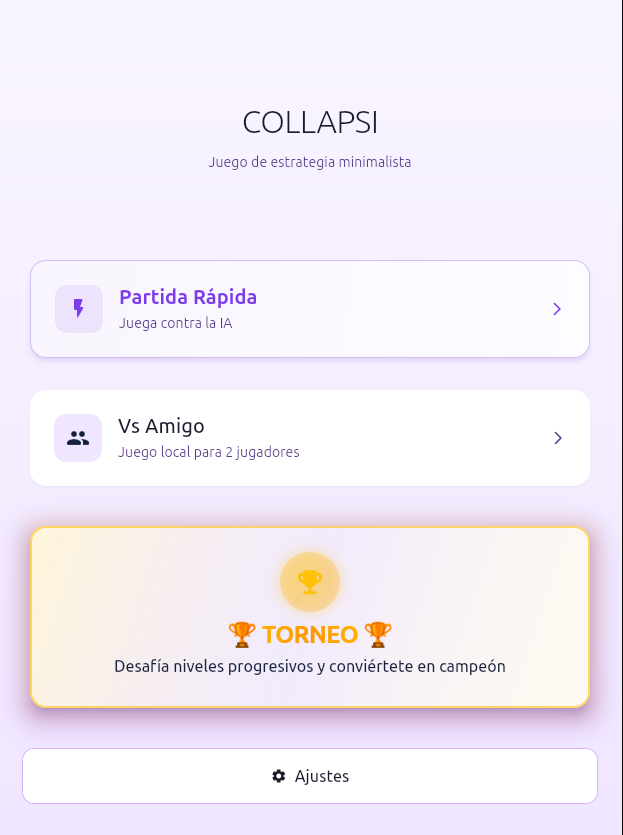 COLLAPSI
Juego de estrategia minimalista
Partida Rápida
Juega contra la IA
Vs Amigo
Juego local para 2 jugadores
🏆 TORNEO 🏆
Desafía niveles progresivos y conviértete en campeón
Ajustes